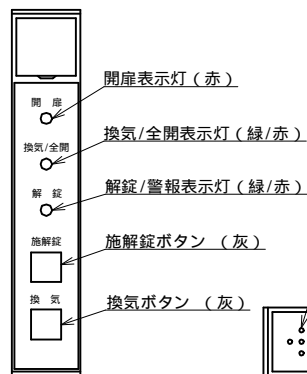 開　扉
開扉表示灯（赤）
換気/全開
換気/全開表示灯（緑/赤）
解　錠
解錠/警報表示灯（緑/赤）
施解錠
施解錠ボタン （灰）
換　気
換気ボタン （灰）